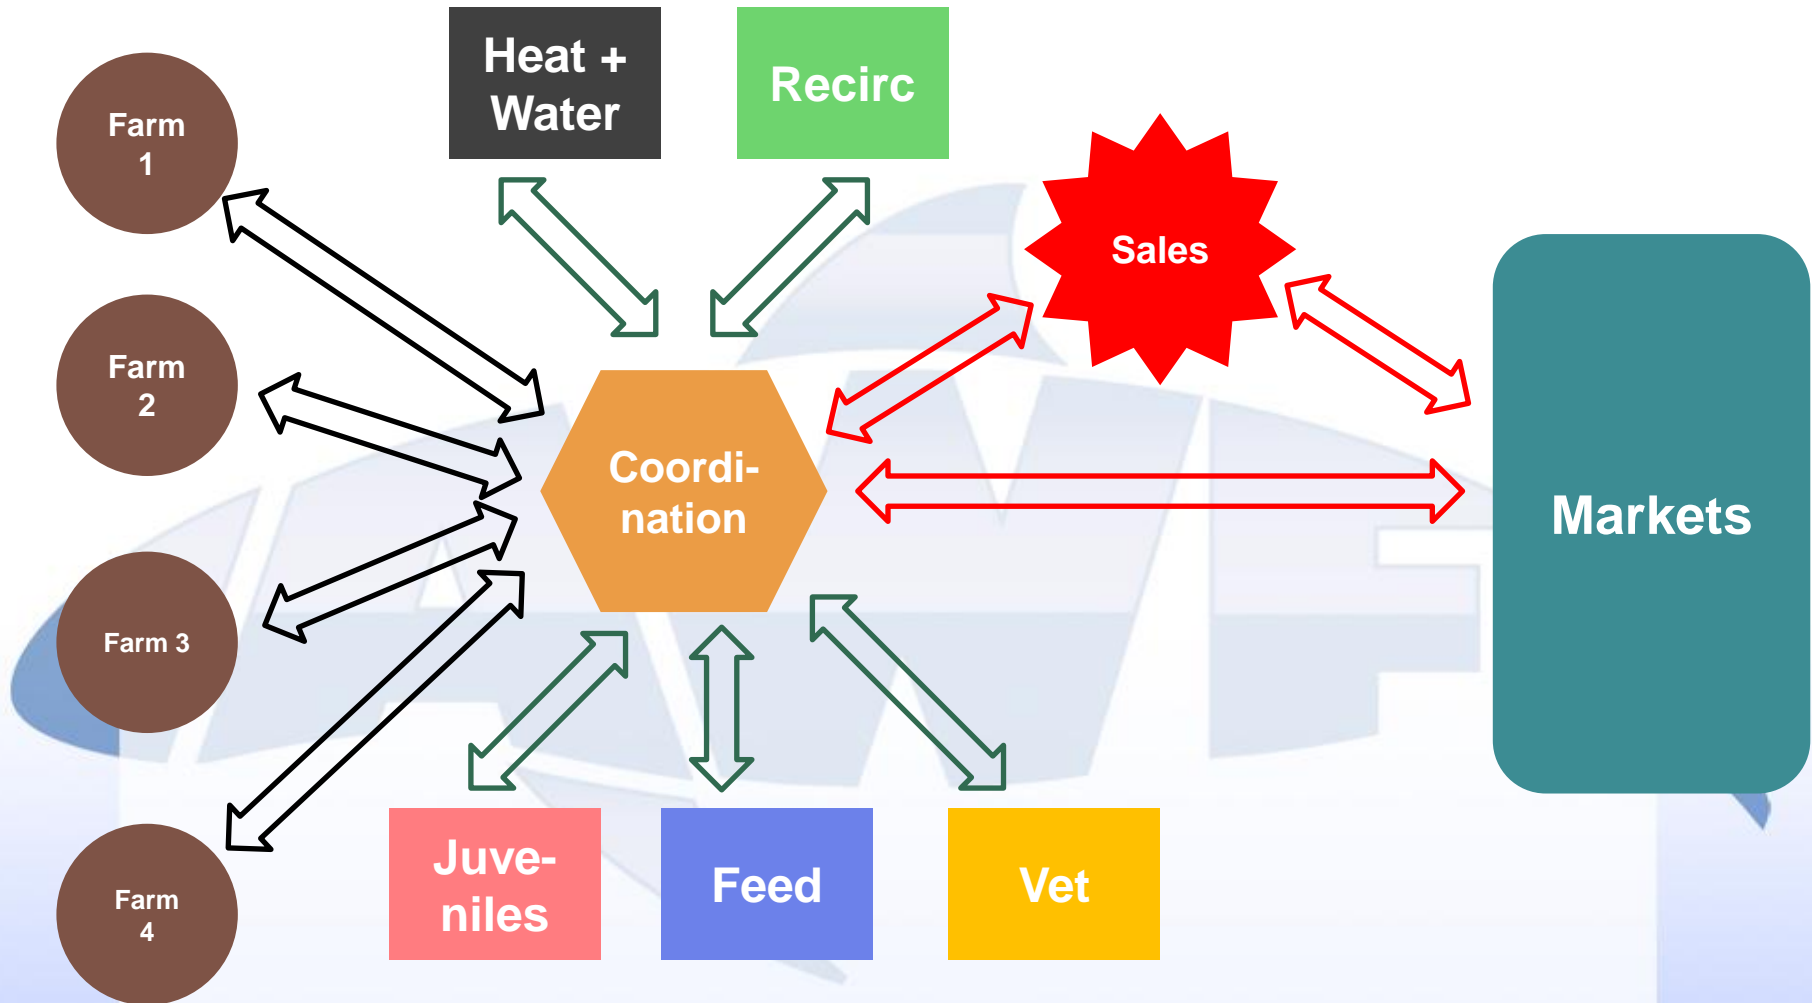 Heat +
Water
Recirc
Farm
1
Sales
Farm
2
Coordi-
nation
Markets
Farm 3
Juve-
niles
Feed
Vet
Farm
4
AWF